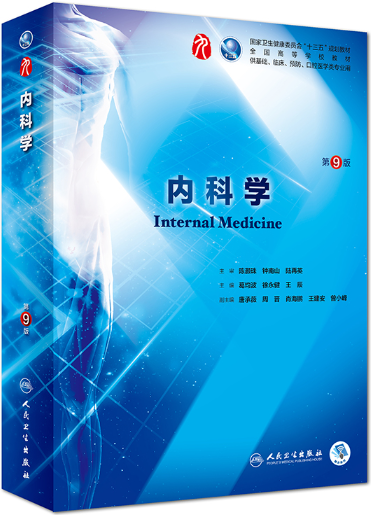 国家卫生健康委员会“十三五”规划教材
全国高等学校教材
供基础、临床、预防、口腔医学类专业用
第9版
内科学
Internal Medicine
主审 陈灏珠 钟南山 陆再英
主编 葛均波 徐永健 王辰
副主编 唐承薇 周晋 肖海鹏 王建安 曾小峰
人民卫生出版社
PEOPLE'S MEDICAL PUBLISHING HOUSE
内科学
第9版
人民卫生出版社